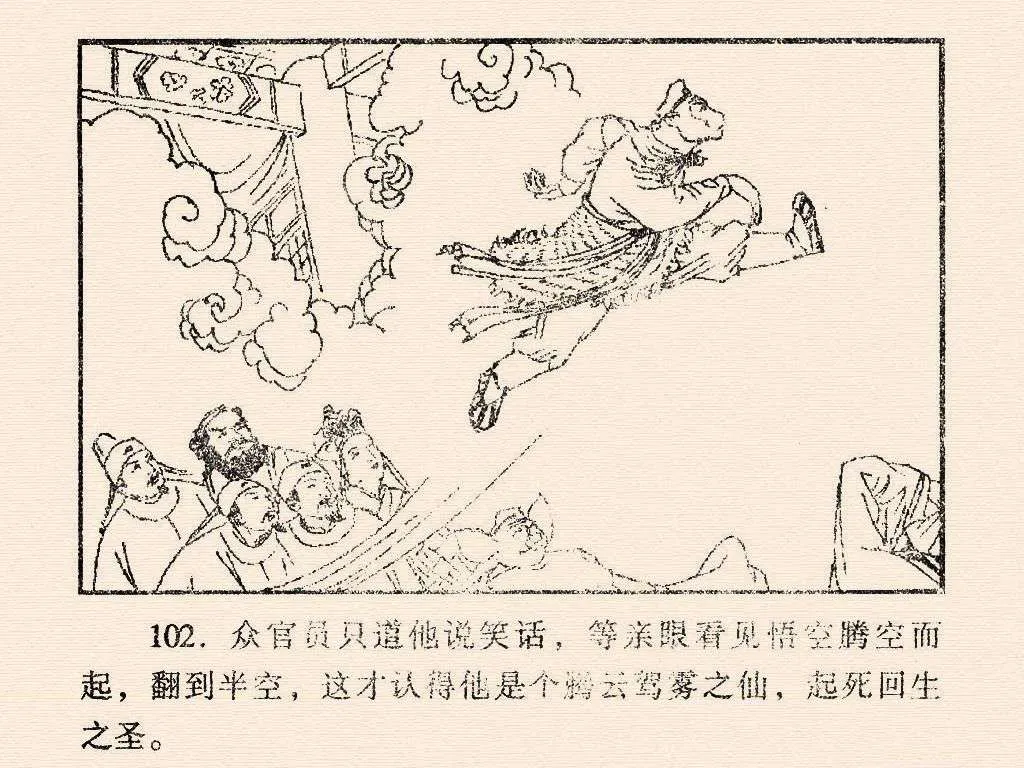 102. 众官员只道他说笑话，等亲眼看见悟空腾空而
起，翻到半空，这才认得他是个腾云驾雾之仙，起死回生
之圣。